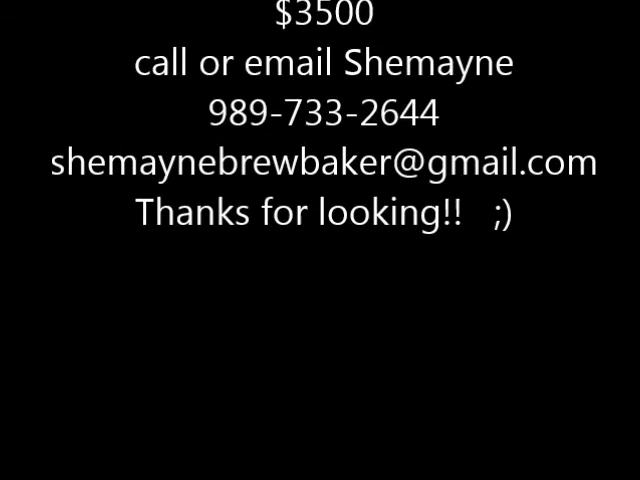 $3500
call or email Shemayne
989-733-2644
shemaynebrewbaker@gmail.com
Thanks for looking!! ;)